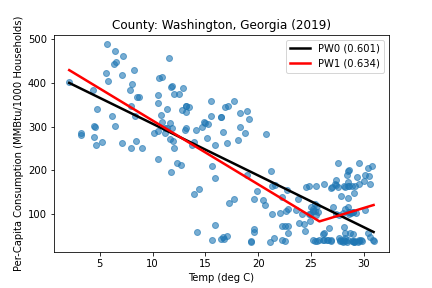 County: Washington, Georgia (2019)
Per-Capita Consumption (MMBtu/1000 Households)
500
400
300
200
100
PW0 (0.601)
PW1 (0.634)
5 10 15 20 25 30
Temp (deg C)